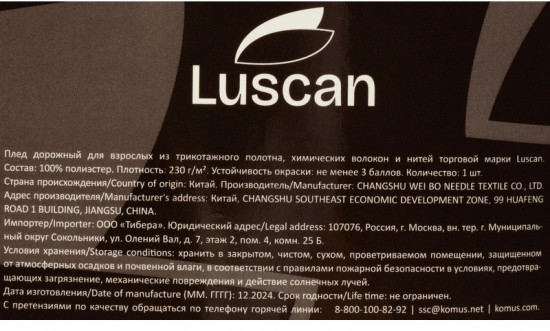 Luscan
Плед дорожный для взрослых из трикотажного полотна, химических волокон и нитей торговой марки Luscan.
Состав: 100% полиэстер. Плотность: 230 г/м². Устойчивость окраски: не менее 3 баллов. Количество: 1 шт.
Страна происхождения/Country of origin: Китай. Производитель/Manufacturer: CHANGSHU WEI BO NEEDLE TEXTILE CO., LTD.
Адрес производителя/Manufacturer's address: Китай, CHANGSHU SOUTHEAST ECONOMIC DEVELOPMENT ZONE, 99 HUAFENG
ROAD 1 BUILDING, JIANGSU, CHINA.
Импортер/Importer: ООО «Тибера». Юридический адрес/Legal address: 107076, Россия, г. Москва, вн. тер. г. Муниципаль-
ный округ Сокольники, ул. Олений Вал, д. 7, этаж 2, пом. 4, комн. 25 Б.
Условия хранения/Storage conditions: хранить в закрытом, чистом, сухом, проветриваемом помещении, защищенном
от атмосферных осадков и почвенной влаги, в соответствии с правилами пожарной безопасности в условиях, предотвра-
щающих загрязнение, механические повреждения и действие солнечных лучей.
Дата изготовления/Date of manufacture (ММ. ГГГГ): 12.2024. Срок годности/Life time: не ограничен.
С претензиями по качеству обращаться по телефону горячей линии: 8-800-100-82-92 | ssc@komus.net | komus.com